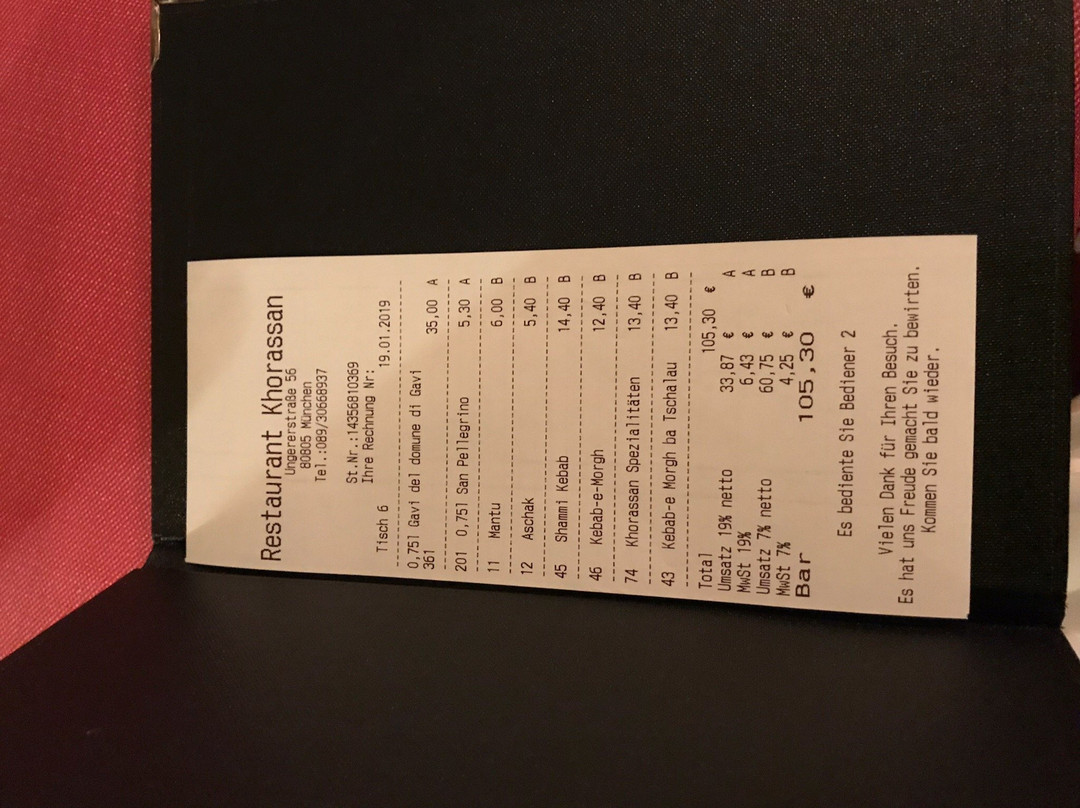 Restaurant Khorassan
Ungererstraße 56
80805 München
Tel.:089/30668937
St.Nr.:14356810369
Ihre Rechnung Nr:
Tisch 6 19.01.2019
0,75l Gavi del domune di Gavi
361 35,00 A
201 0,75l San Pellegrino 5,30 A
11 Mantu 6,00 B
12 Aschak 5,40 B
45 Shammi Kebab 14,40 B
46 Kebab-e-Morgh 12,40 B
74 Khorassan Spezialitäten 13,40 B
43 Kebab-e Morgh ba Tschalau 13,40 B
Total 105,30 €
Umsatz 19% netto 33,87 € A
MwSt 19% 6,43 € A
Umsatz 7% netto 60,75 € B
MwSt 7% 4,25 € B
Bar 105,30 €
Es bediente Sie Bediener 2
Vielen Dank für Ihren Besuch.
Es hat uns Freude gemacht Sie zu bewirten.
Kommen Sie bald wieder.